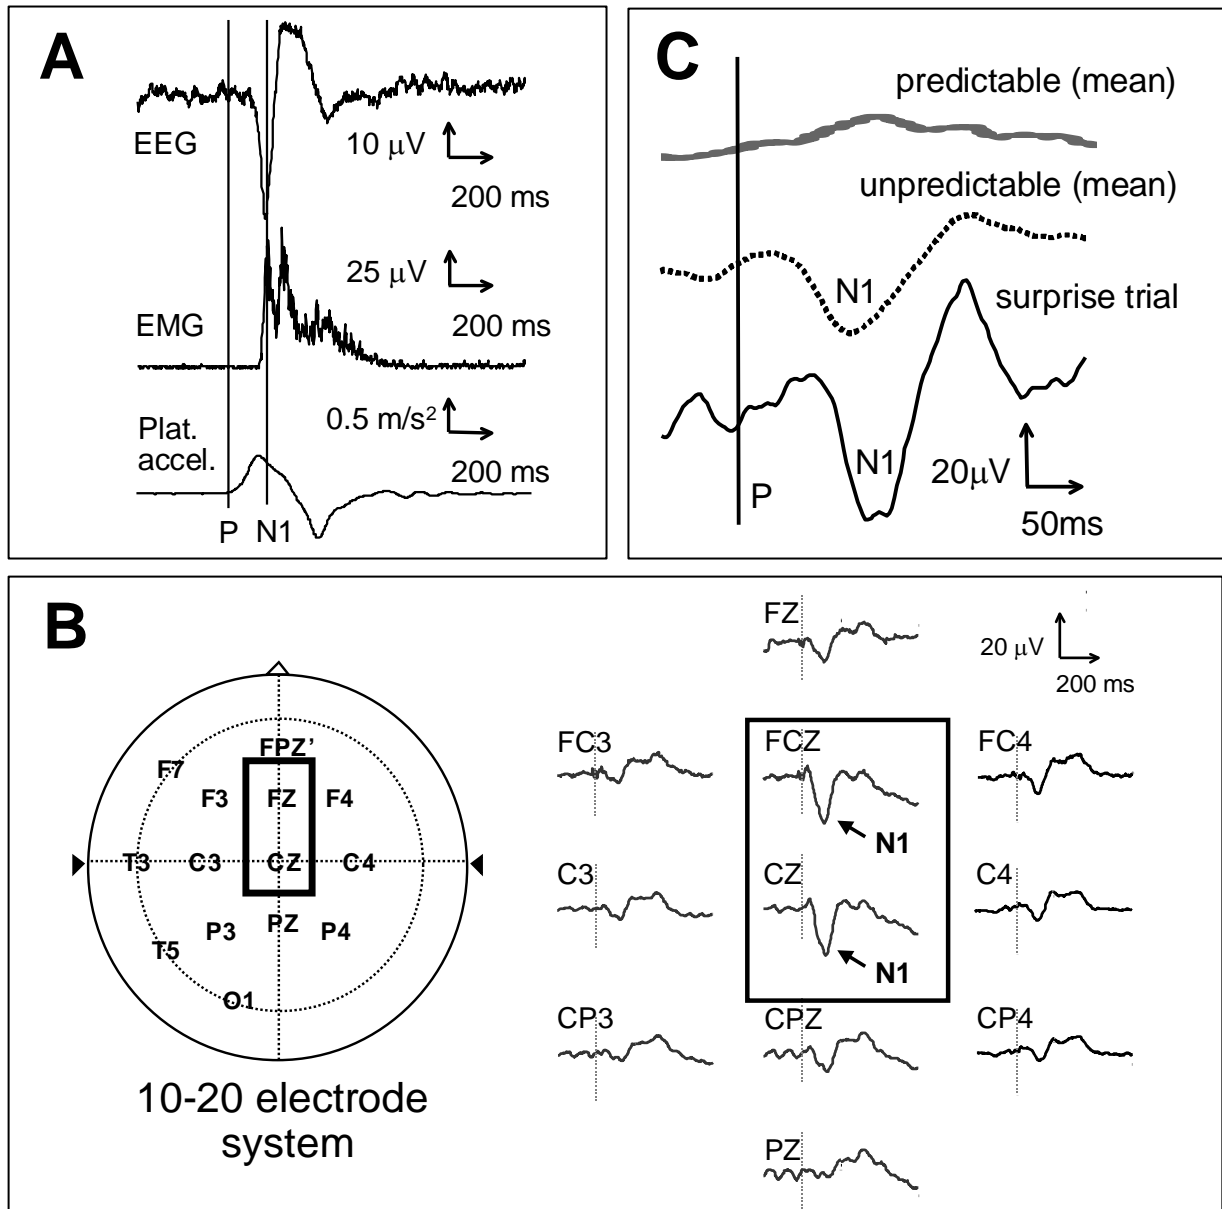 A
EEG
10 µV
200 ms
25 µV
EMG
200 ms
0.5 m/s²
Plat.
accel.
200 ms
P N1
C
predictable (mean)
unpredictable (mean)
N1
surprise trial
N1
20µV
P
50ms
B
FPZ'
F7
F3 FZ F4
T3 C3 CZ C4
P3 PZ P4
T5
O1
10-20 electrode
system
FZ
20 µV
200 ms
FC3 FCZ FC4
N1
C3 CZ C4
N1
CP3 CPZ CP4
PZ